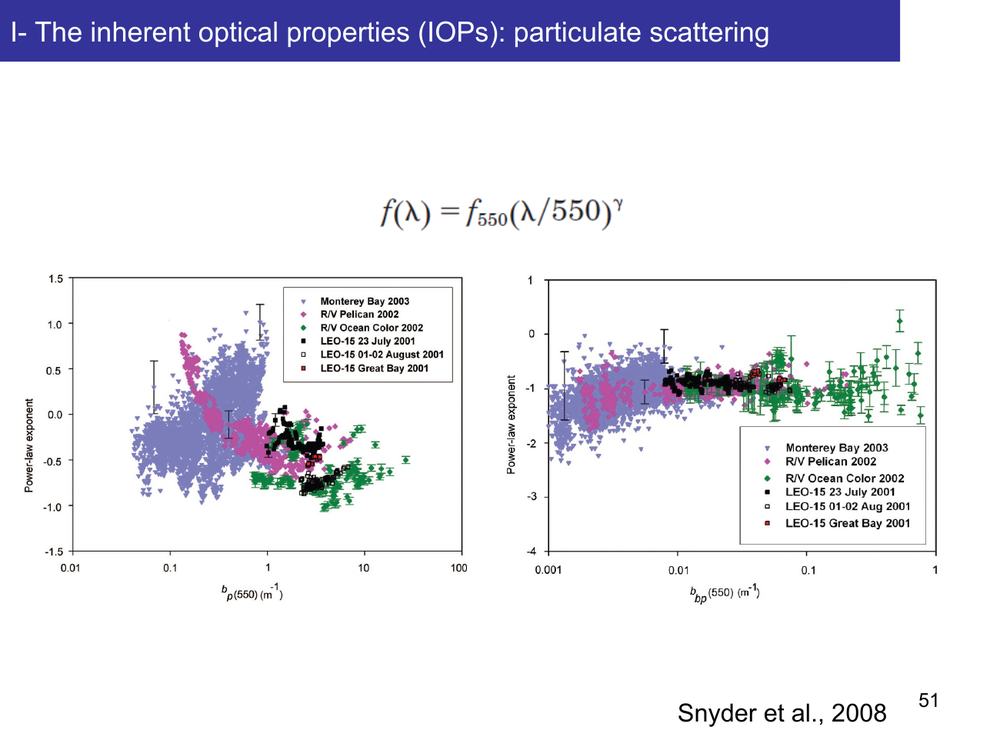 I- The inherent optical properties (IOPs): particulate scattering
f(λ) = f550(λ/550)γ
1.5
1.0
0.5
0.0
-0.5
-1.0
-1.5
Power-law exponent
Monterey Bay 2003
R/V Pelican 2002
R/V Ocean Color 2002
LEO-15 23 July 2001
LEO-15 01-02 August 2001
LEO-15 Great Bay 2001
0.01 0.1 1 10 100
bp(550) (m-1)
1
0
-1
-2
-3
-4
Power-law exponent
Monterey Bay 2003
R/V Pelican 2002
R/V Ocean Color 2002
LEO-15 23 July 2001
LEO-15 01-02 Aug 2001
LEO-15 Great Bay 2001
0.001 0.01 0.1 1
bbp(550) (m-1)
Snyder et al., 2008
51